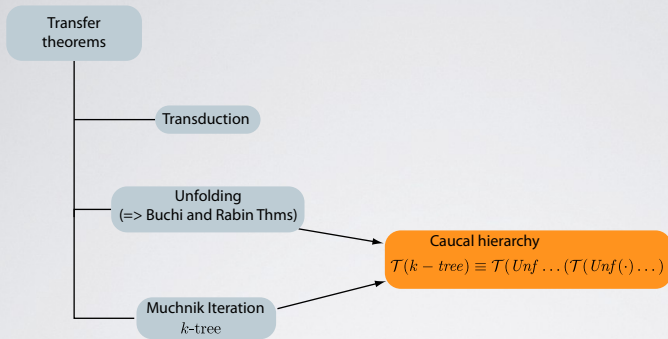 Transfer
theorems
Transduction
Unfolding
(=> Buchi and Rabin Thms)
Caucal hierarchy
𝒯(k − tree) ≡ 𝒯(Unf … (𝒯(Unf(·) … )
Muchnik Iteration
k-tree